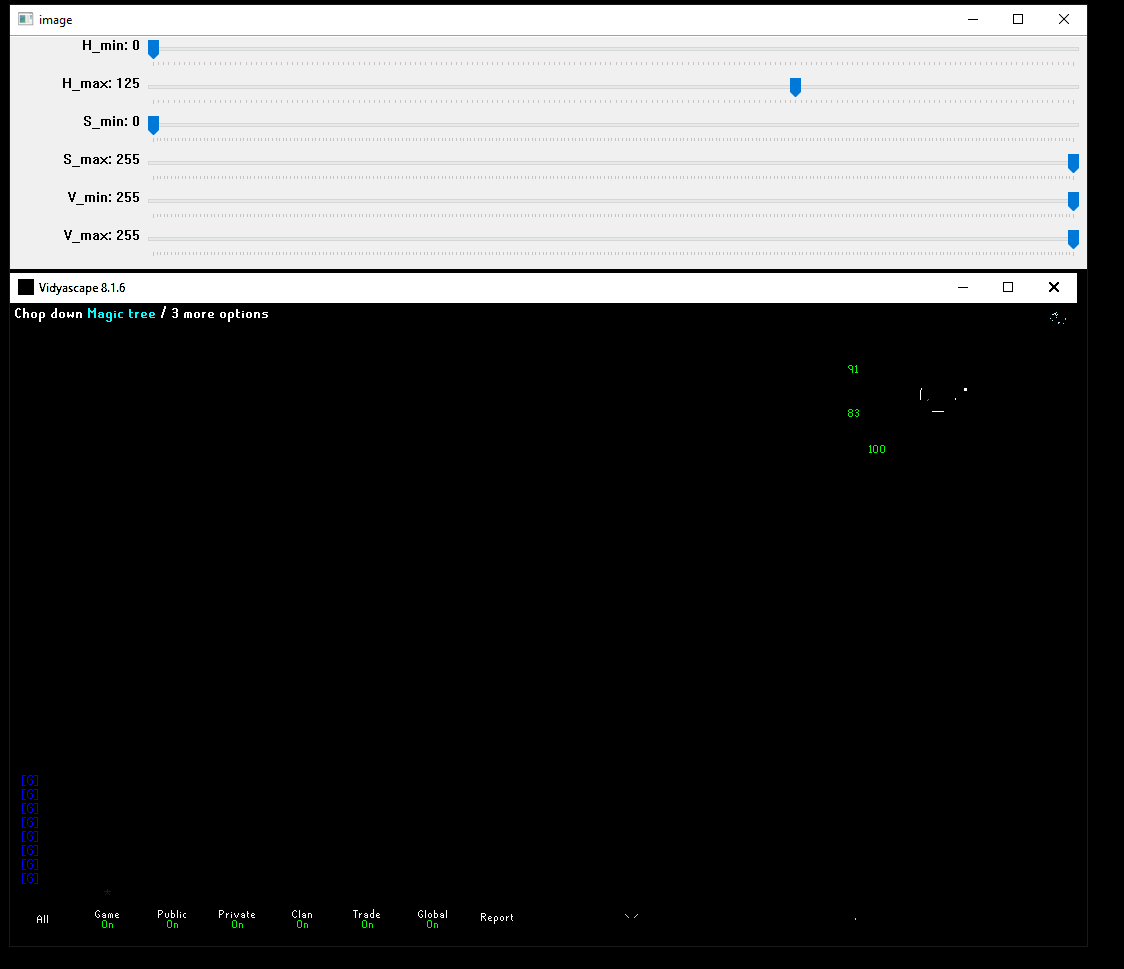 image
H_min: 0
H_max: 125
S_min: 0
S_max: 255
V_min: 255
V_max: 255
Vidyascape 8.1.6
Chop down Magic tree / 3 more options
91
83
100
[G]
[G]
[G]
[G]
[G]
[G]
[G]
[G]
*
All
Game Public Private Clan Trade Global Report
On On On On On On